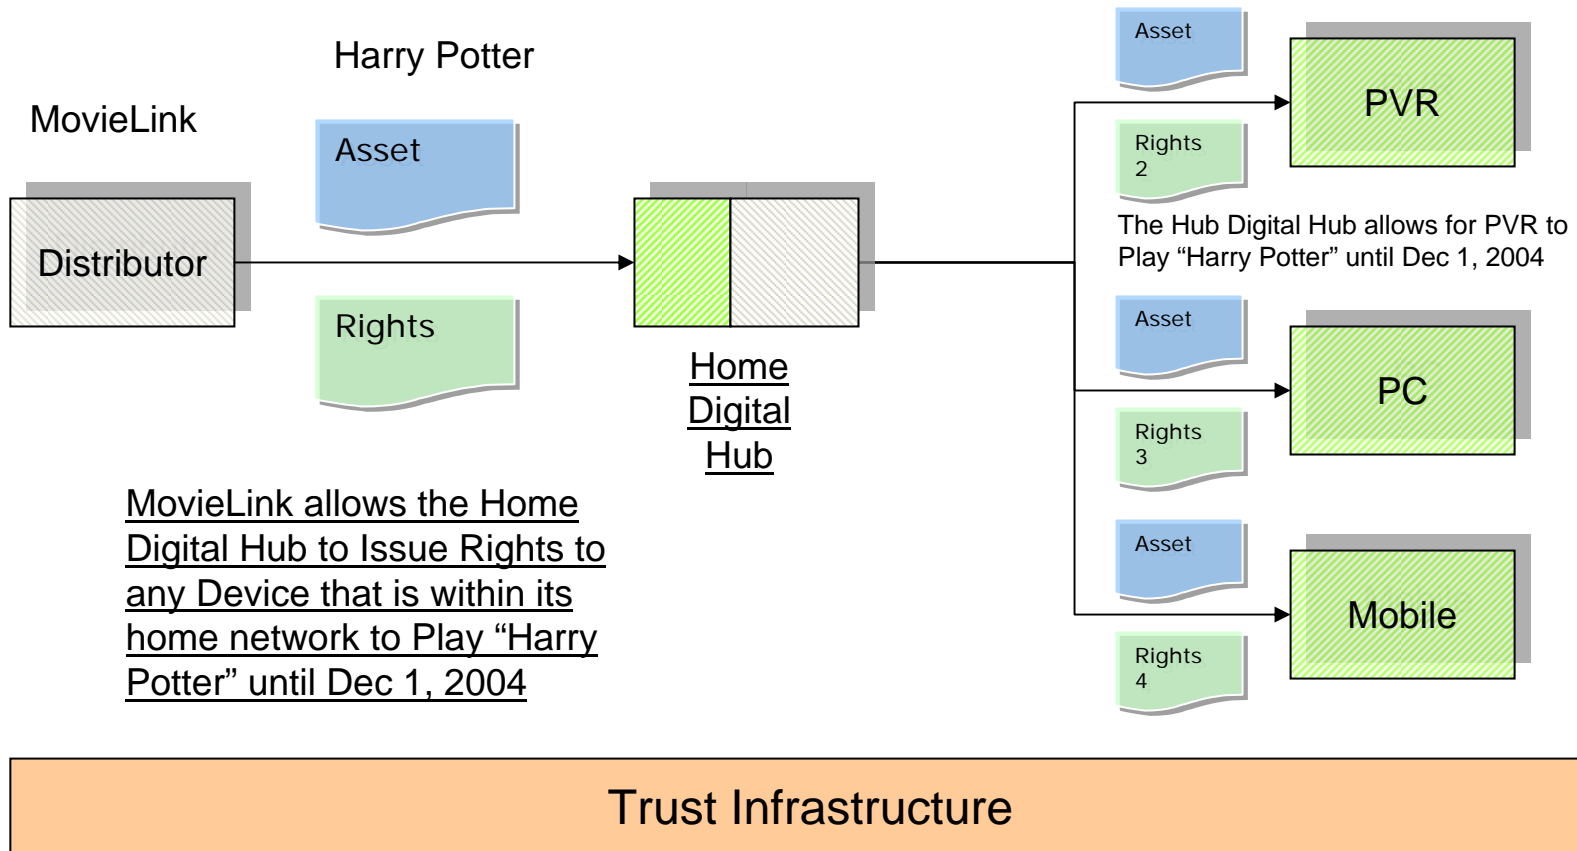 Harry Potter
MovieLink
Asset
Distributor
Rights
Home
Digital
Hub
MovieLink allows the Home
Digital Hub to Issue Rights to
any Device that is within its
home network to Play “Harry
Potter” until Dec 1, 2004
Asset
PVR
Rights
2
The Hub Digital Hub allows for PVR to
Play “Harry Potter” until Dec 1, 2004
Asset
PC
Rights
3
Asset
Mobile
Rights
4
Trust Infrastructure